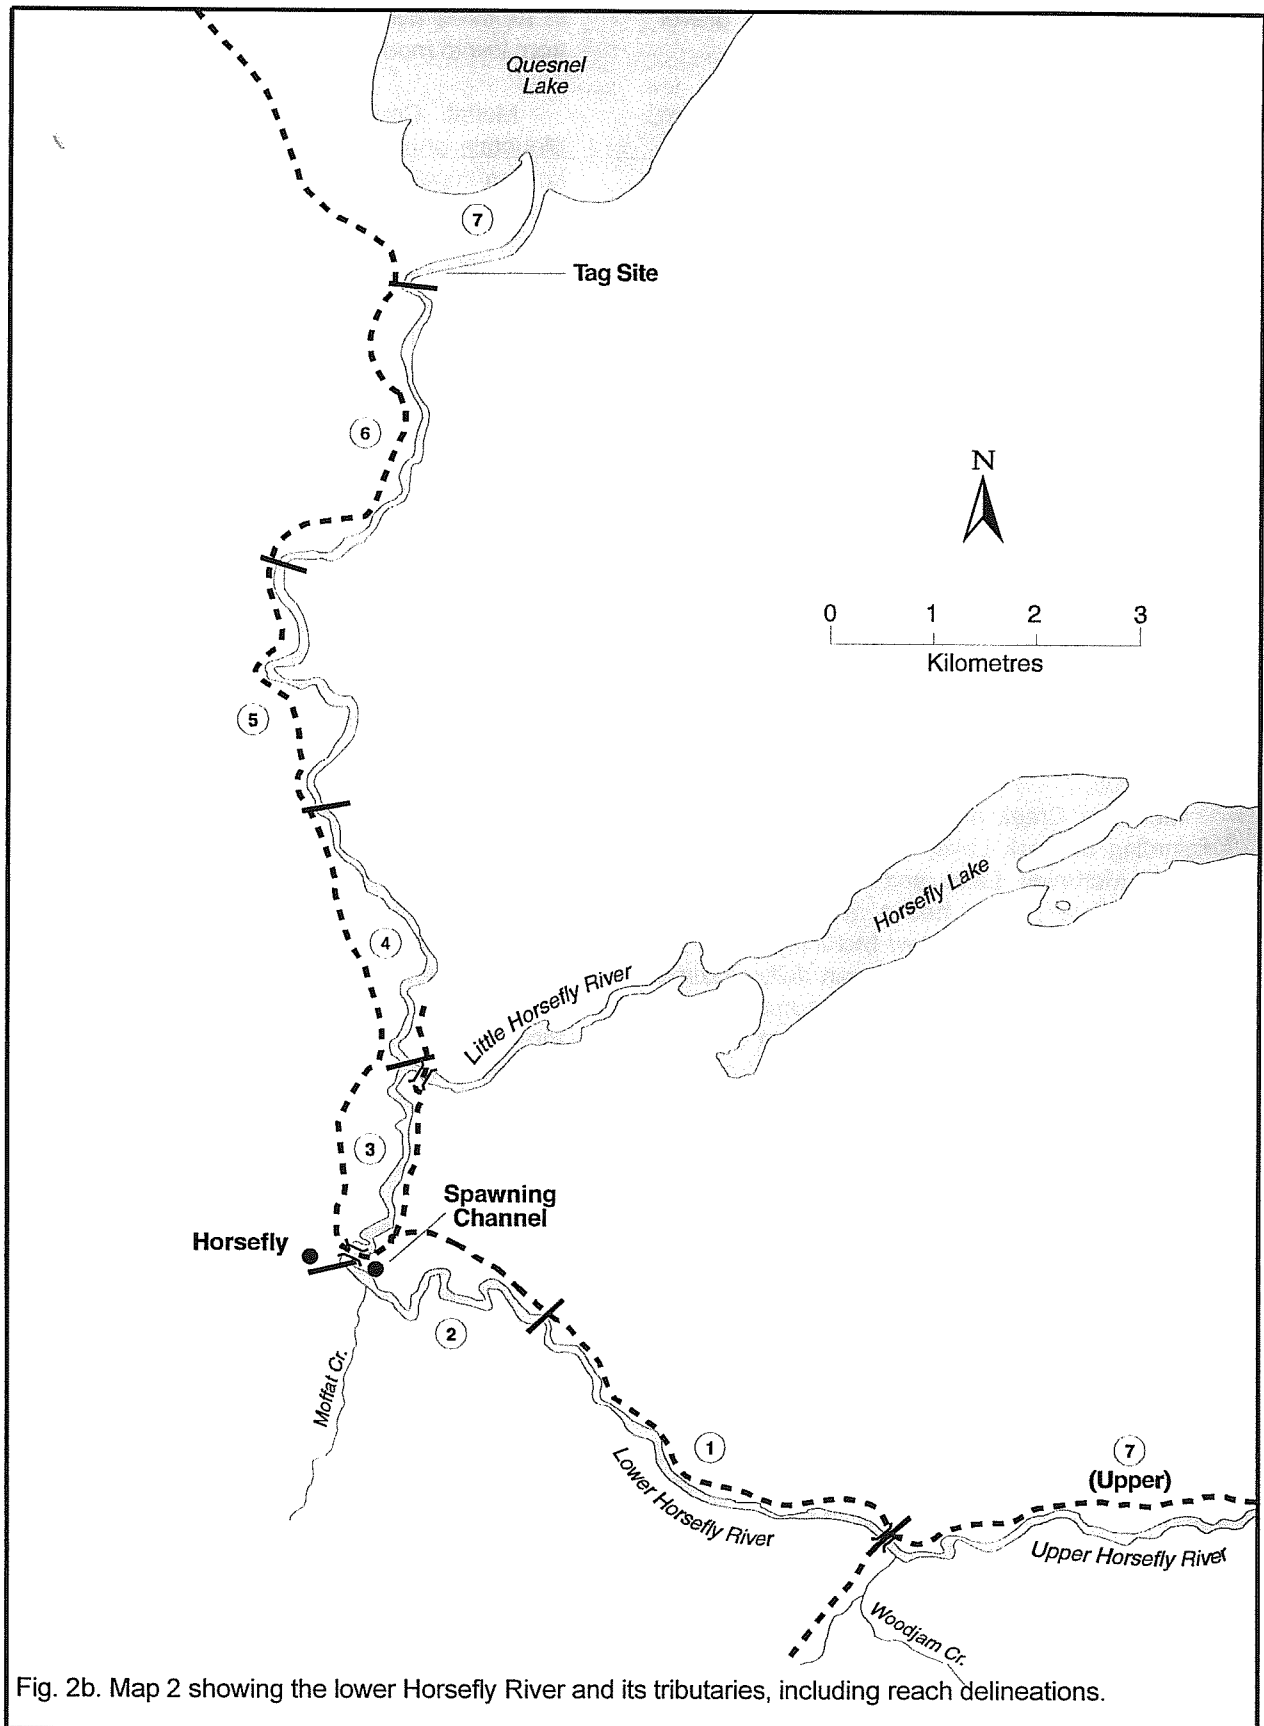 Quesnel
Lake
7
Tag Site
6
N
0 1 2 3
Kilometres
5
Horsefly Lake
4
Little Horsefly River
3
Spawning
Channel
Horsefly
2
Moffat Cr.
1
7
(Upper)
Lower Horsefly River
Upper Horsefly River
Woodjam Cr.
Fig. 2b. Map 2 showing the lower Horsefly River and its tributaries, including reach delineations.